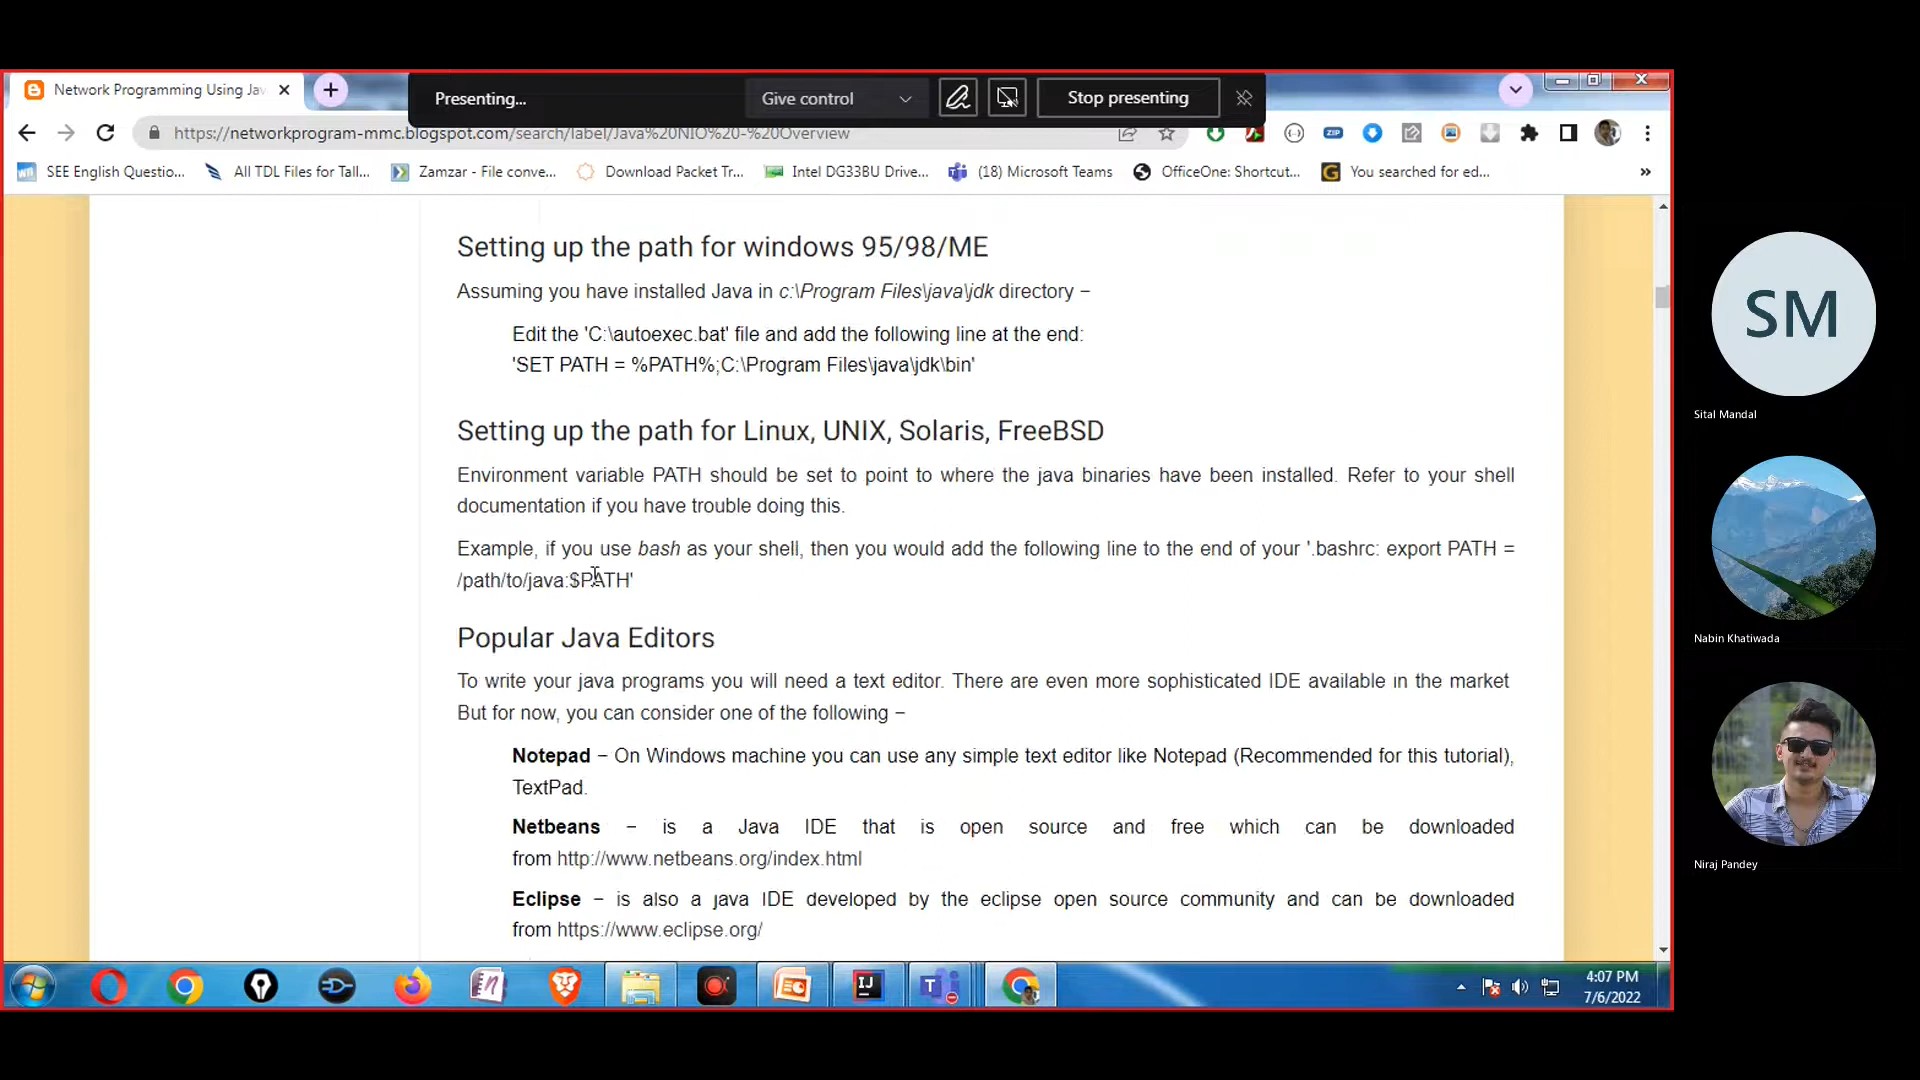 Network Programming Using Jav
Presenting...
Give control
Stop presenting
https://networkprogram-mmc.blogspot.com/search/label/Java%20NIO%20-%20Overview
ZIP
SEE English Questio...
All TDL Files for Tall...
Zamzar - File conve...
Download Packet Tr...
Intel DG33BU Drive...
(18) Microsoft Teams
OfficeOne: Shortcut...
You searched for ed...
Setting up the path for windows 95/98/ME
Assuming you have installed Java in c:\Program Files\java\jdk directory −
Edit the 'C:\autoexec.bat' file and add the following line at the end:
'SET PATH = %PATH%;C:\Program Files\java\jdk\bin'
Setting up the path for Linux, UNIX, Solaris, FreeBSD
Environment variable PATH should be set to point to where the java binaries have been installed. Refer to your shell
documentation if you have trouble doing this.
Example, if you use bash as your shell, then you would add the following line to the end of your '.bashrc: export PATH =
/path/to/java:$PATH'
Popular Java Editors
To write your java programs you will need a text editor. There are even more sophisticated IDE available in the market
But for now, you can consider one of the following −
Notepad − On Windows machine you can use any simple text editor like Notepad (Recommended for this tutorial),
TextPad.
Netbeans − is a Java IDE that is open source and free which can be downloaded
from http://www.netbeans.org/index.html
Eclipse − is also a java IDE developed by the eclipse open source community and can be downloaded
from https://www.eclipse.org/
SM
Sital Mandal
Nabin Khatiwada
Niraj Pandey
IJ
4:07 PM
7/6/2022